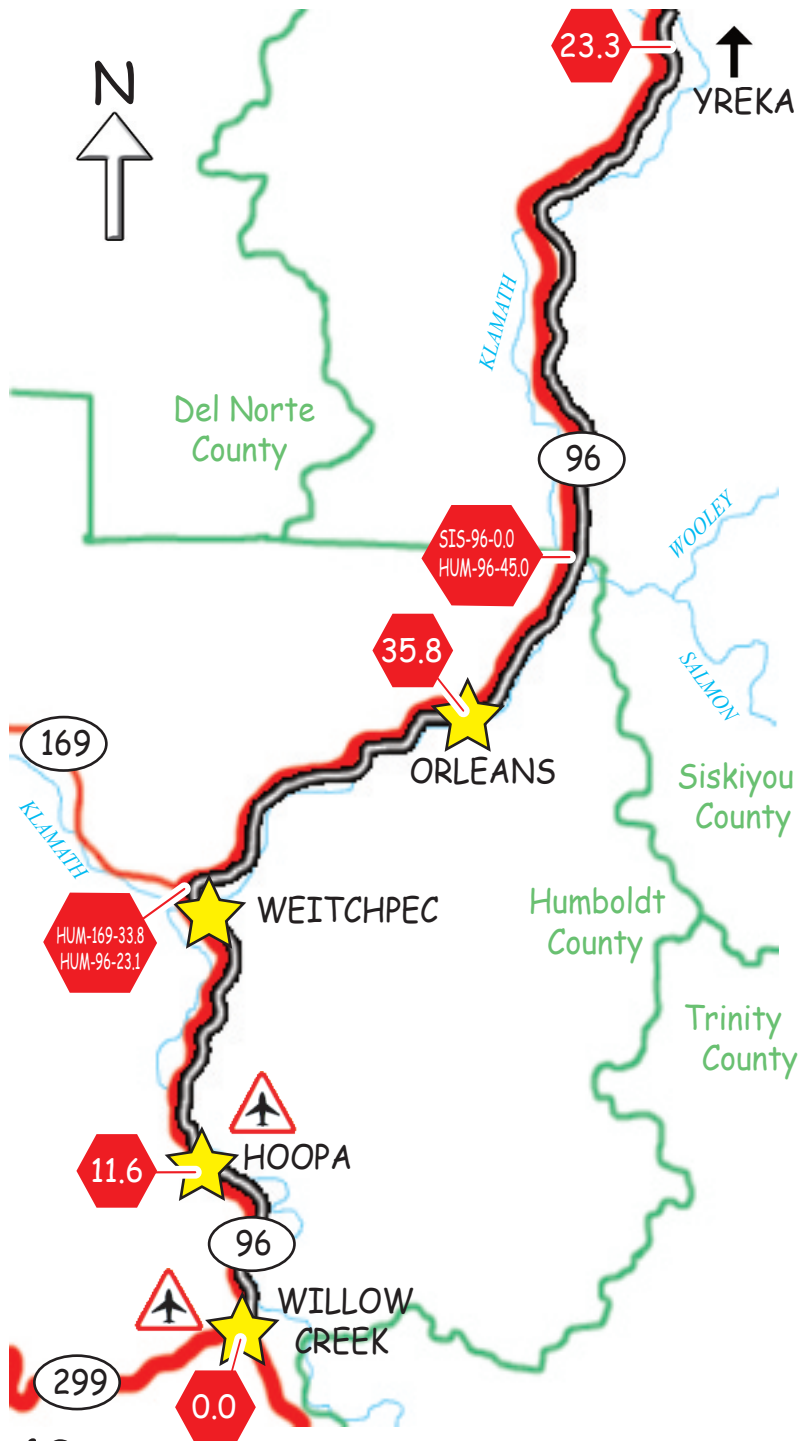 23.3
N
YREKA
KLAMATH
Del Norte
County
96
SIS-96-0.0
HUM-96-45.0
WOOLEY
35.8
SALMON
169
ORLEANS
Siskiyou
County
KLAMATH
WEITCHPEC
Humboldt
County
HUM-169-33.8
HUM-96-23.1
Trinity
County
HOOPA
11.6
96
WILLOW
CREEK
299
0.0